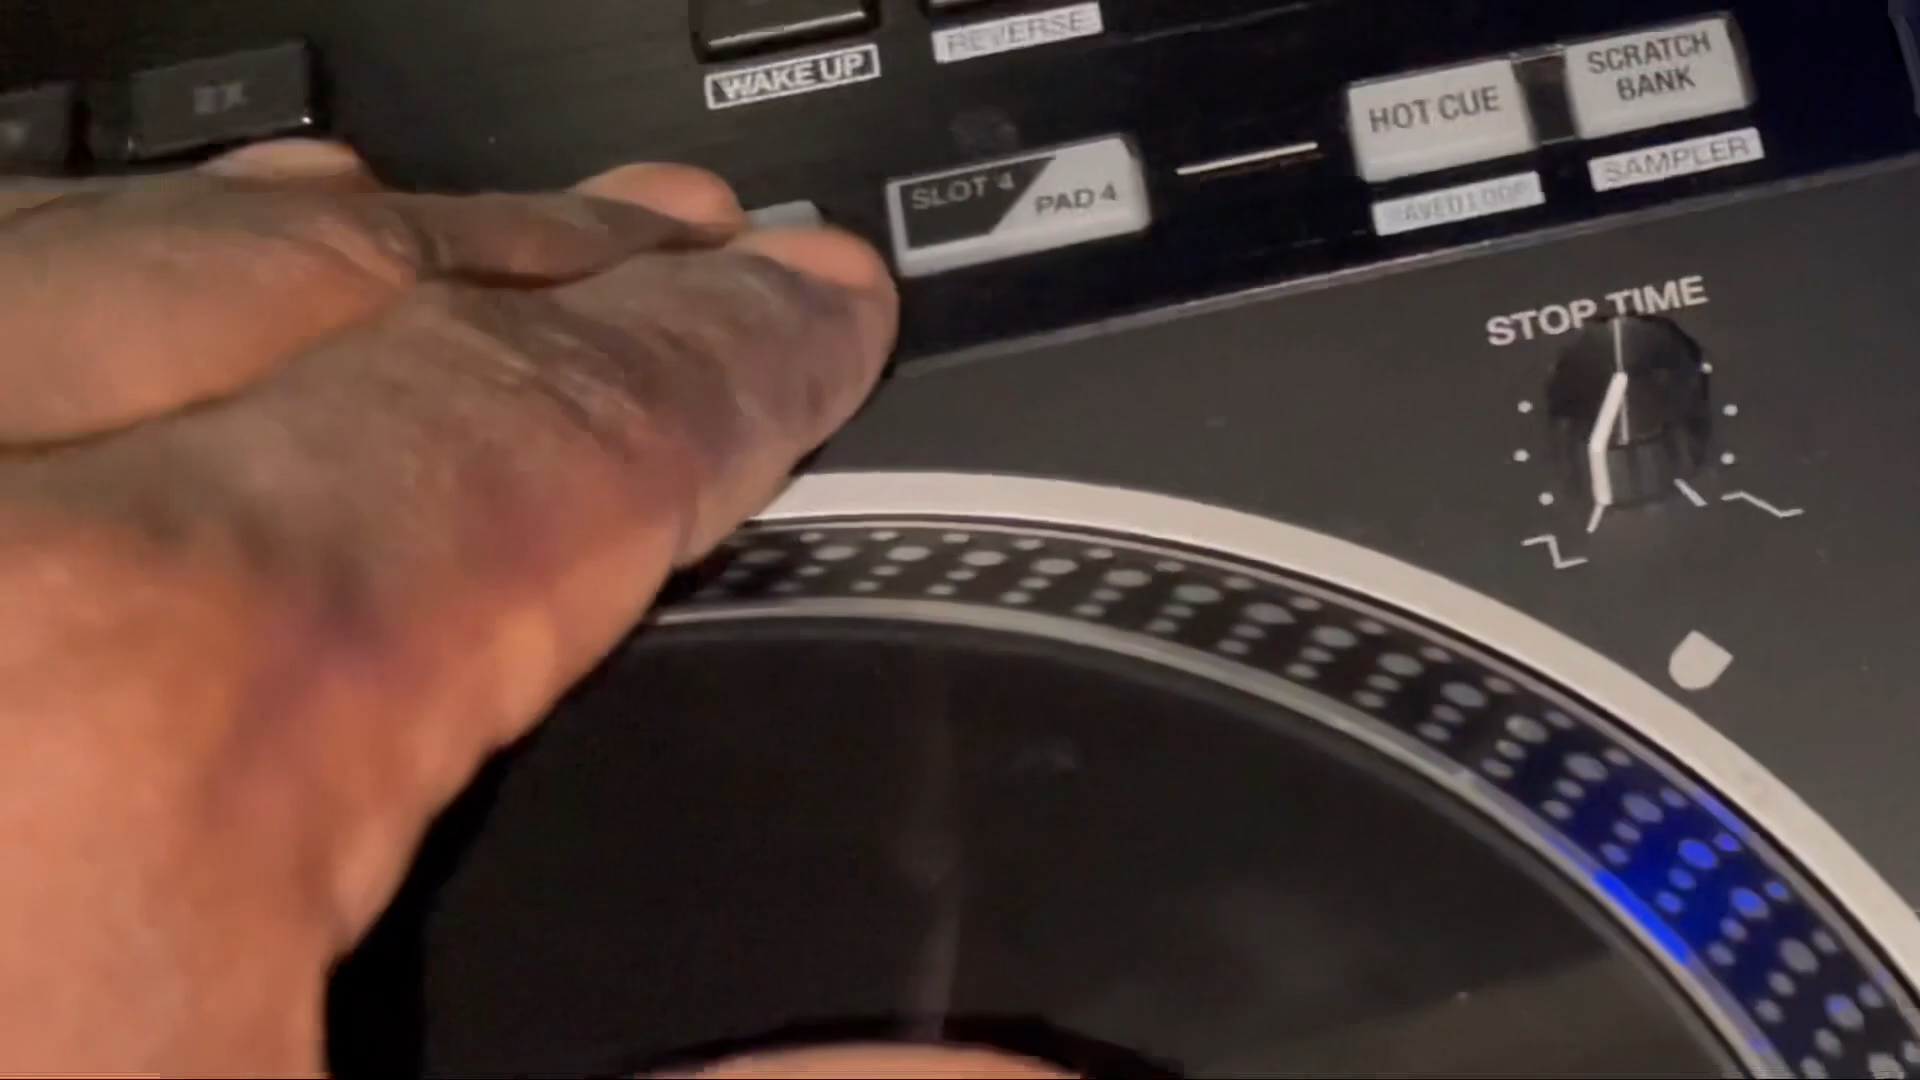 REVERSE
WAKE UP
SCRATCH
BANK
HOT CUE
SAMPLER
SLOT 4
PAD 4
STOP TIME